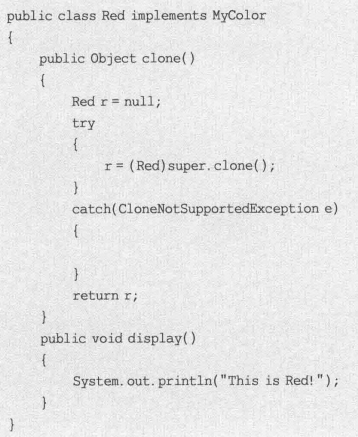 public class Red implements MyColor
{
    public Object clone()
    {
        Red r = null;
        try
        {
            r = (Red)super.clone();
        }
        catch(CloneNotSupportedException e)
        {

        }
        return r;
    }
    public void display()
    {
        System.out.println("This is Red!");
    }
}